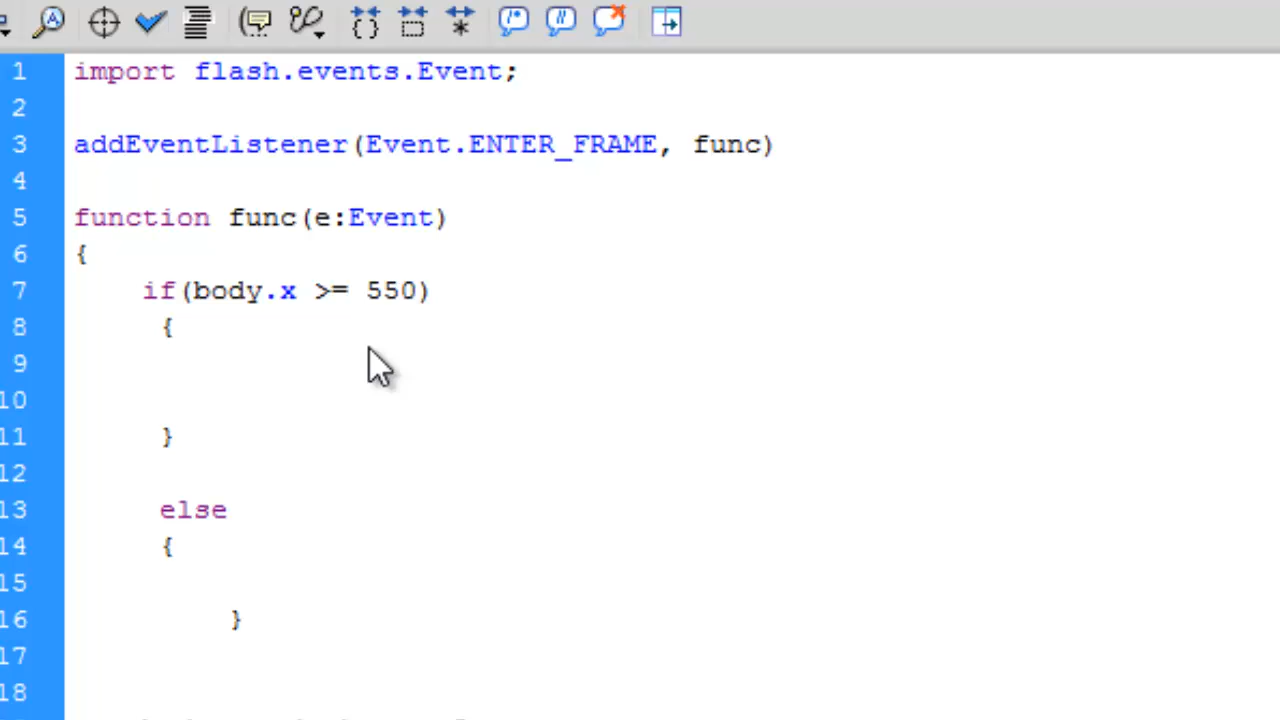 1 import flash.events.Event;
2
3 addEventListener(Event.ENTER_FRAME, func)
4
5 function func(e:Event)
6 {
7 if(body.x >= 550)
8 {
9
10
11 }
12
13 else
14 {
15
16 }
17
18